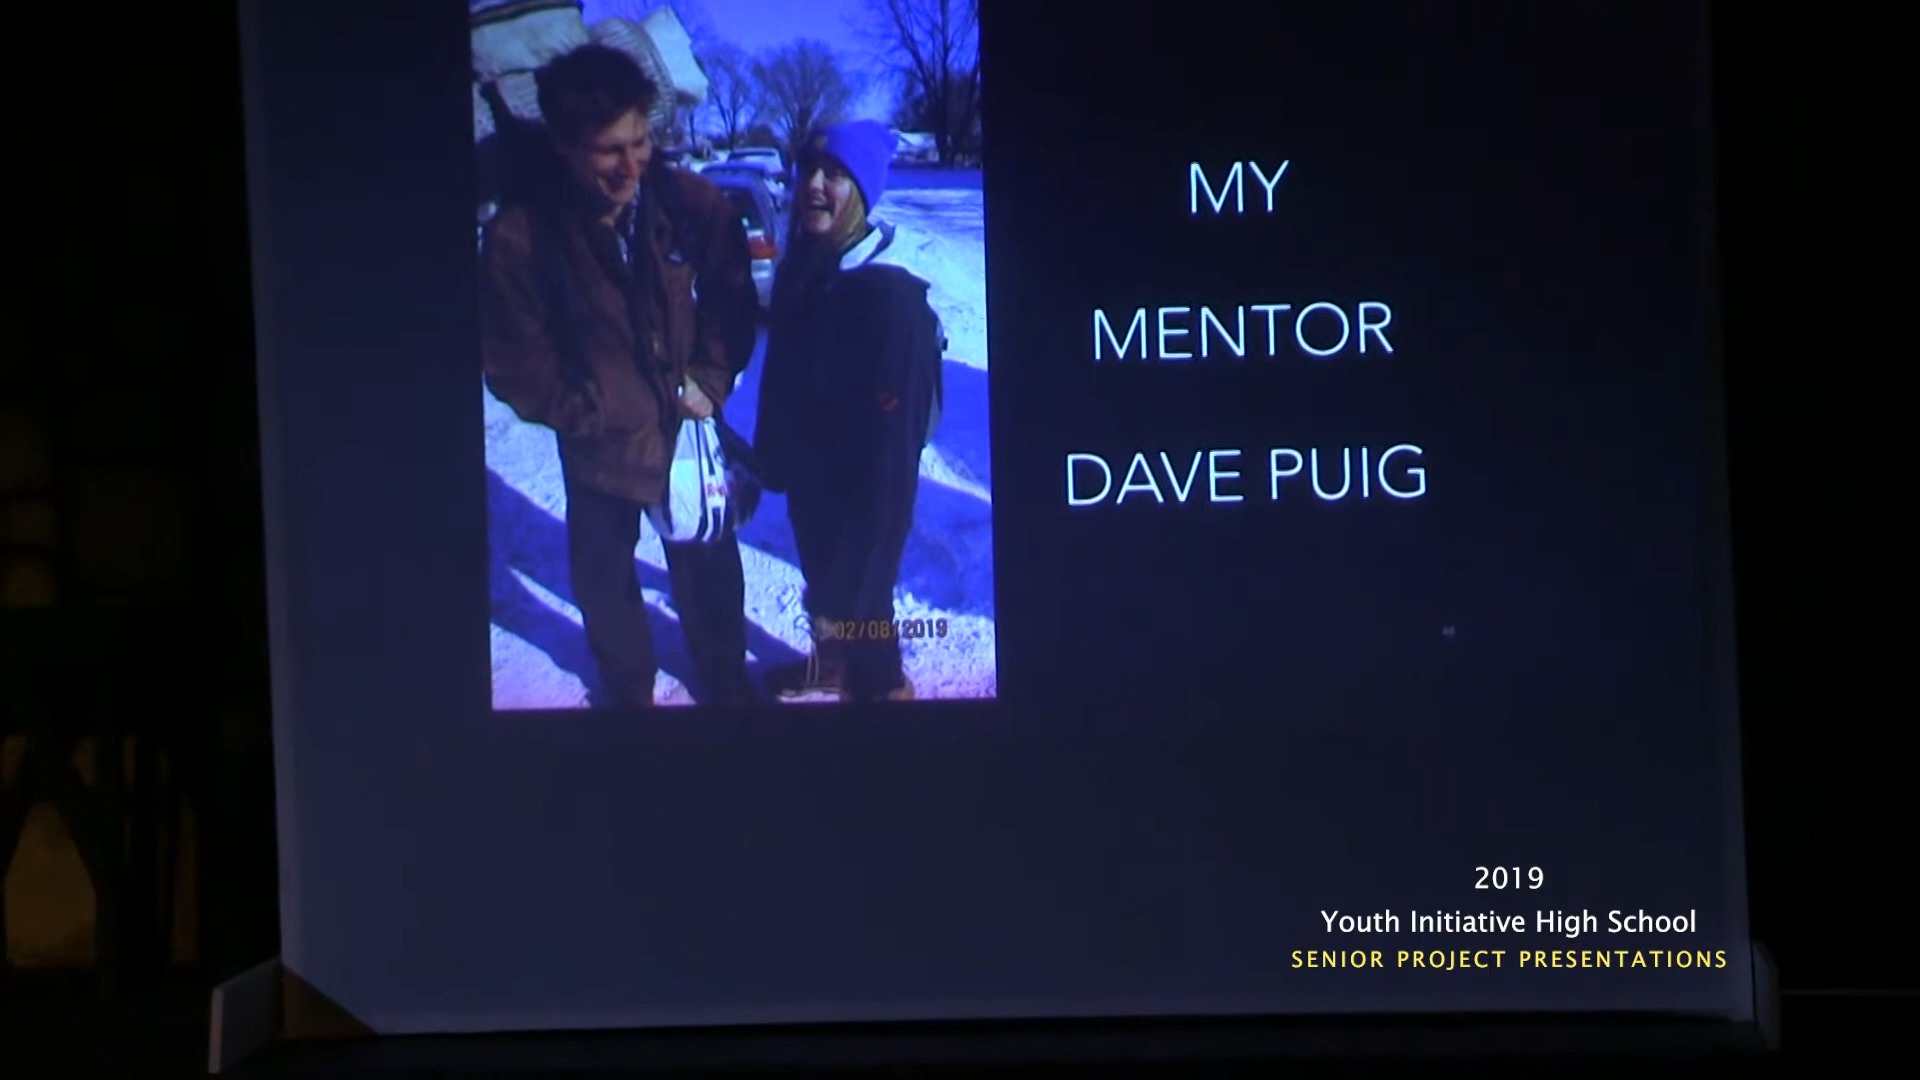 MY
MENTOR
DAVE PUIG
02/08/2019
2019
Youth Initiative High School
SENIOR PROJECT PRESENTATIONS